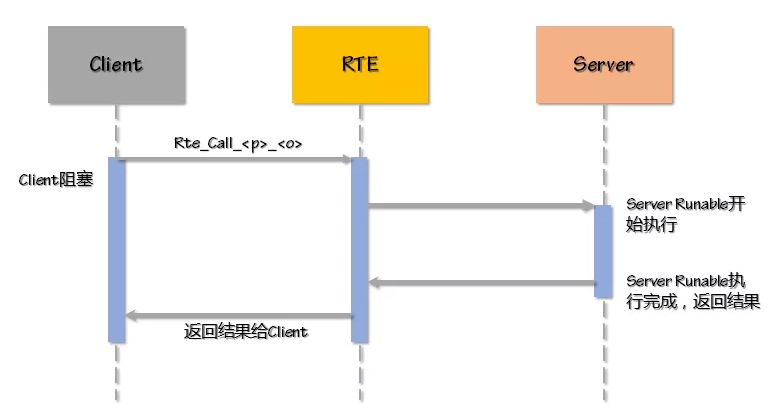 Client
RTE
Server
Rte_Call_<p>_<o>
Client阻塞
Server Runable开
始执行
Server Runable执
行完成，返回结果
返回结果给Client